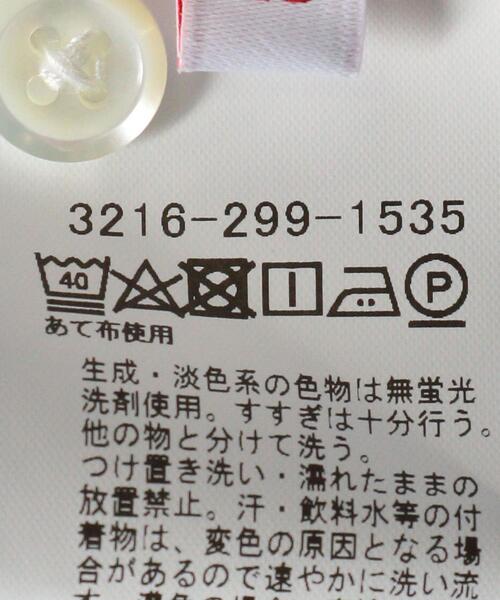 3216-299-1535
40 P
あて布使用
生成・淡色系の色物は無蛍光
洗剤使用。すすぎは十分行う。
他の物と分けて洗う。
つけ置き洗い・濡れたままの
放置禁止。汗・飲料水等の付
着物は、変色の原因となる場
合があるので速やかに洗い流